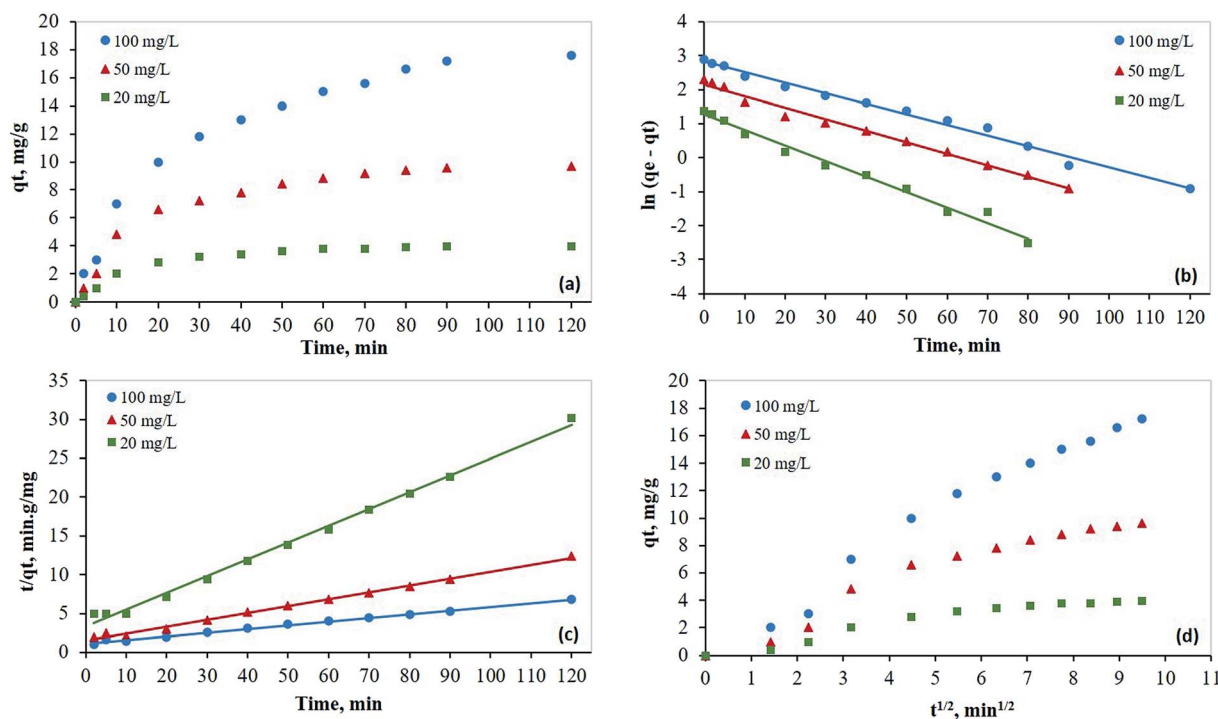 20
18
16
14
12
10
8
6
4
2
0
qt, mg/g
100 mg/L
50 mg/L
20 mg/L
(a)
0 10 20 30 40 50 60 70 80 90 100 110 120
Time, min
4
3
2
1
0
-1
-2
-3
-4
ln (qe - qt)
100 mg/L
50 mg/L
20 mg/L
(b)
0 10 20 30 40 50 60 70 80 90 100 110 120
Time, min
35
30
25
20
15
10
5
0
t/qt, min.g/mg
100 mg/L
50 mg/L
20 mg/L
(c)
0 10 20 30 40 50 60 70 80 90 100 110 120
Time, min
20
18
16
14
12
10
8
6
4
2
0
qt, mg/g
100 mg/L
50 mg/L
20 mg/L
(d)
0 1 2 3 4 5 6 7 8 9 10 11
t1/2, min1/2